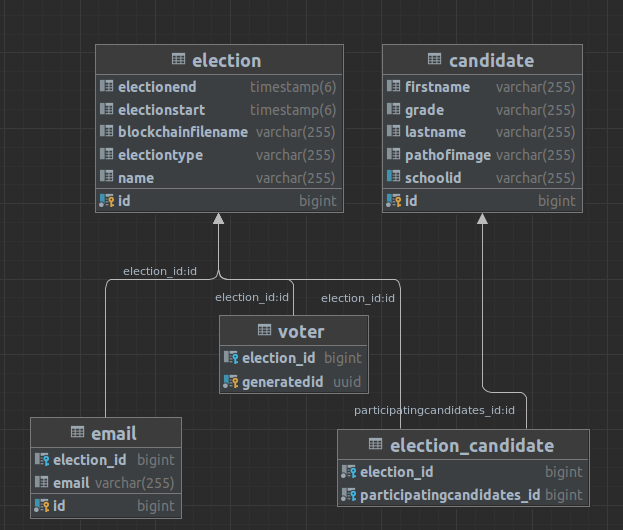 election
electionend timestamp(6)
electionstart timestamp(6)
blockchainfilename varchar(255)
electiontype varchar(255)
name varchar(255)
id bigint
candidate
firstname varchar(255)
grade varchar(255)
lastname varchar(255)
pathofimage varchar(255)
schoolid varchar(255)
id bigint
election_id:id
election_id:id
election_id:id
voter
election_id bigint
generatedid uuid
participatingcandidates_id:id
email
election_id bigint
email varchar(255)
id bigint
election_candidate
election_id bigint
participatingcandidates_id bigint